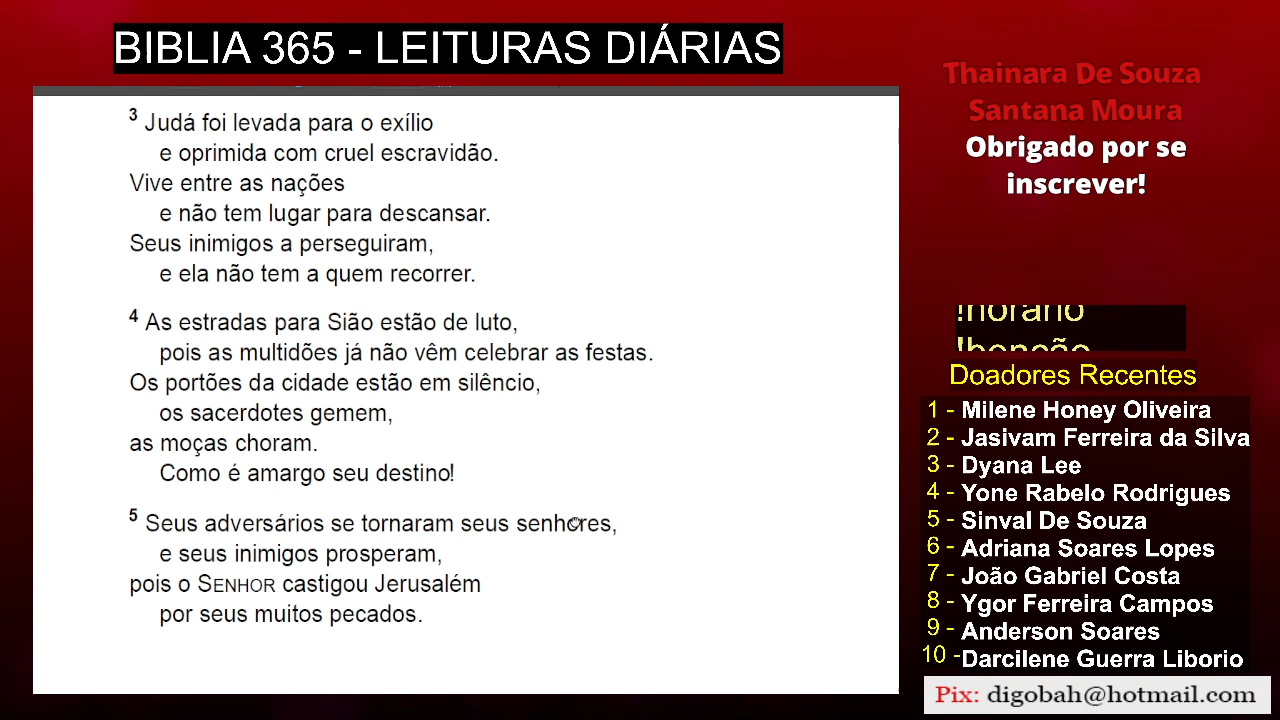 BIBLIA 365 - LEITURAS DIÁRIAS
3 Judá foi levada para o exílio
e oprimida com cruel escravidão.
Vive entre as nações
e não tem lugar para descansar.
Seus inimigos a perseguiram,
e ela não tem a quem recorrer.
4 As estradas para Sião estão de luto,
pois as multidões já não vêm celebrar as festas.
Os portões da cidade estão em silêncio,
os sacerdotes gemem,
as moças choram.
Como é amargo seu destino!
5 Seus adversários se tornaram seus senhores,
e seus inimigos prosperam,
pois o SENHOR castigou Jerusalém
por seus muitos pecados.
Thainara De Souza
Santana Moura
Obrigado por se
inscrever!
!horário
!benção
Doadores Recentes
1 - Milene Honey Oliveira
2 - Jasivam Ferreira da Silva
3 - Dyana Lee
4 - Yone Rabelo Rodrigues
5 - Sinval De Souza
6 - Adriana Soares Lopes
7 - João Gabriel Costa
8 - Ygor Ferreira Campos
9 - Anderson Soares
10 -Darcilene Guerra Liborio
Pix: digobah@hotmail.com